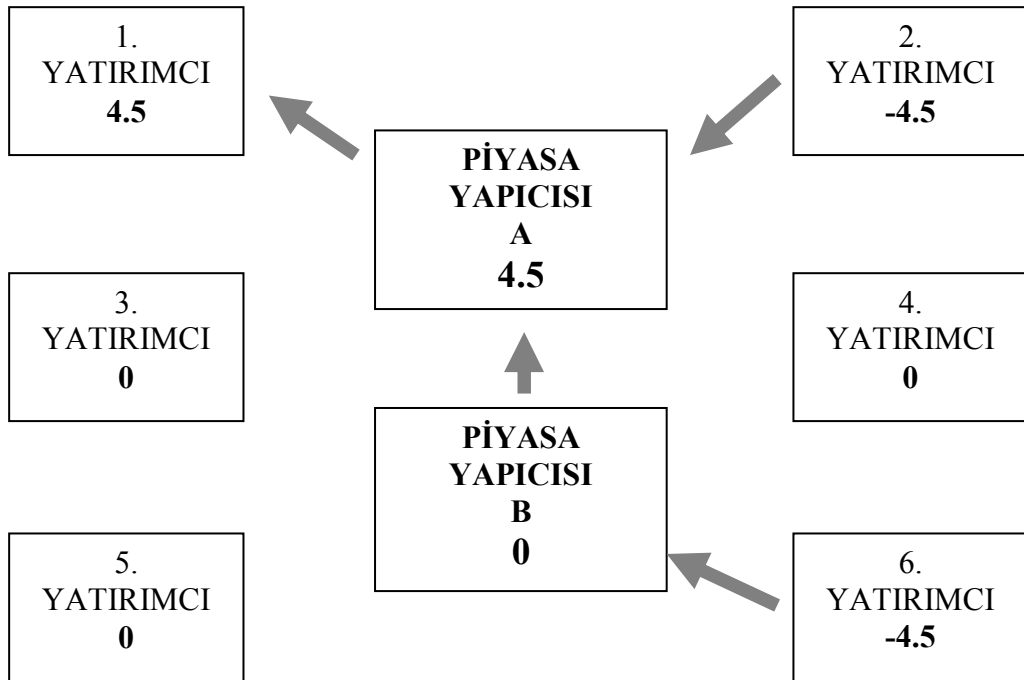 1.
YATIRIMCI
4.5
2.
YATIRIMCI
-4.5
PİYASA
YAPICISI
A
4.5
3.
YATIRIMCI
0
4.
YATIRIMCI
0
PİYASA
YAPICISI
B
0
5.
YATIRIMCI
0
6.
YATIRIMCI
-4.5